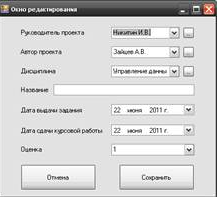 Окно редактирования
Руководитель проекта Никитин И.В. ...
Автор проекта Зайцев А.В. ...
Дисциплина Управление данны ...
Название
Дата выдачи задания 22 июня 2011 г.
Дата сдачи курсовой работы 22 июня 2011 г.
Оценка 1
Отмена Сохранить